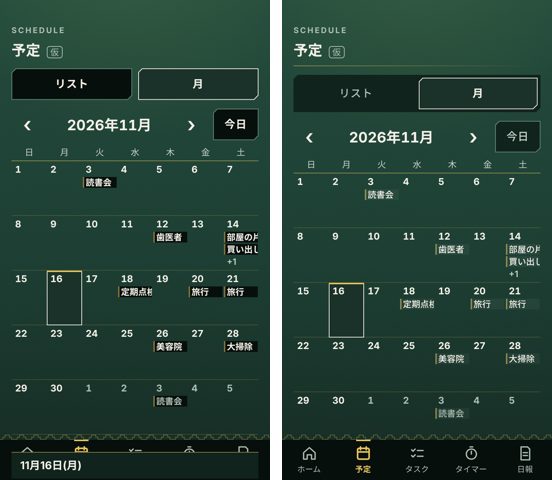 SCHEDULE
予定 仮
リスト 月
2026年11月 今日
日 月 火 水 木 金 土
1 2 3 4 5 6 7
読書会
8 9 10 11 12 13 14
歯医者 部屋の片
買い出し
+1
15 16 17 18 19 20 21
定期点検 旅行 旅行
22 23 24 25 26 27 28
美容院 大掃除
29 30 1 2 3 4 5
読書会
11月16日(月)
SCHEDULE
予定 仮
リスト 月
2026年11月 今日
日 月 火 水 木 金 土
1 2 3 4 5 6 7
読書会
8 9 10 11 12 13 14
歯医者 部屋の片
買い出し
+1
15 16 17 18 19 20 21
定期点検 旅行 旅行
22 23 24 25 26 27 28
美容院 大掃除
29 30 1 2 3 4 5
読書会
ホーム 予定 タスク タイマー 日報